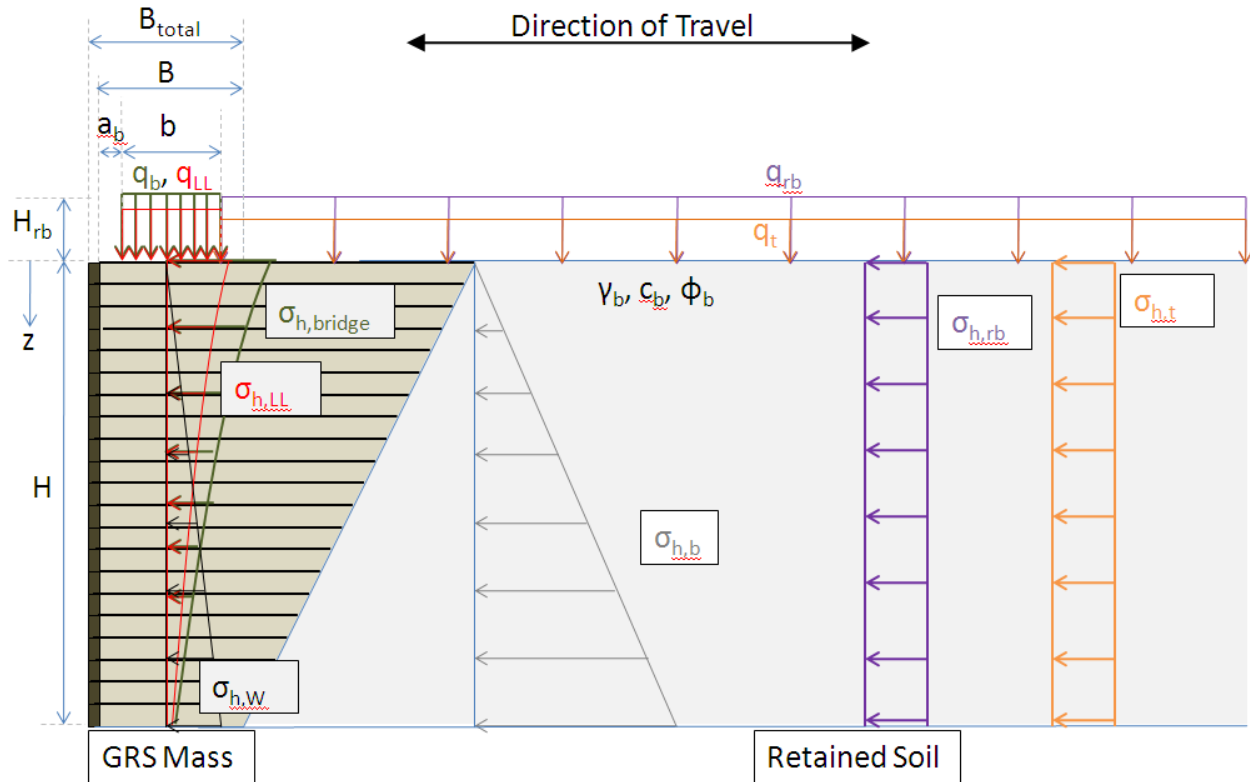 B_total
Direction of Travel
B
a_b
b
q_b, q_LL
q_rb
H_rb
q_t
γ_b, c_b, ϕ_b
z
σ_h,bridge
σ_h,rb
σ_h,t
σ_h,LL
H
σ_h,b
σ_h,W
GRS Mass
Retained Soil